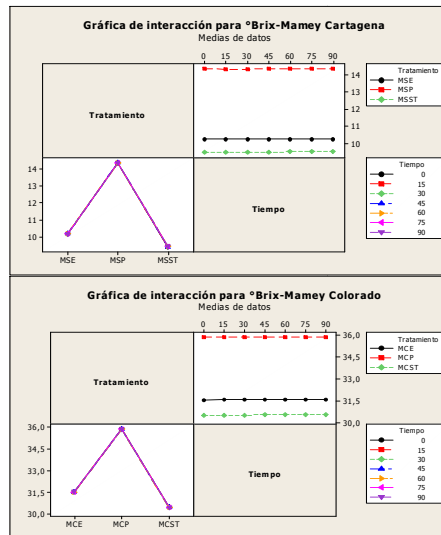 Gráfica de interacción para °Brix-Mamey Cartagena
Medias de datos
0 15 30 45 60 75 90
Tratamiento
14
13
12
11
10
Tratamiento
MSE
MSP
MSST
14
13
12
11
10
MSE MSP MSST
Tiempo
Tiempo
0
15
30
45
60
75
90
Gráfica de interacción para °Brix-Mamey Colorado
Medias de datos
0 15 30 45 60 75 90
Tratamiento
36,0
34,5
33,0
31,5
30,0
Tratamiento
MCE
MCP
MCST
36,0
34,5
33,0
31,5
30,0
MCE MCP MCST
Tiempo
Tiempo
0
15
30
45
60
75
90